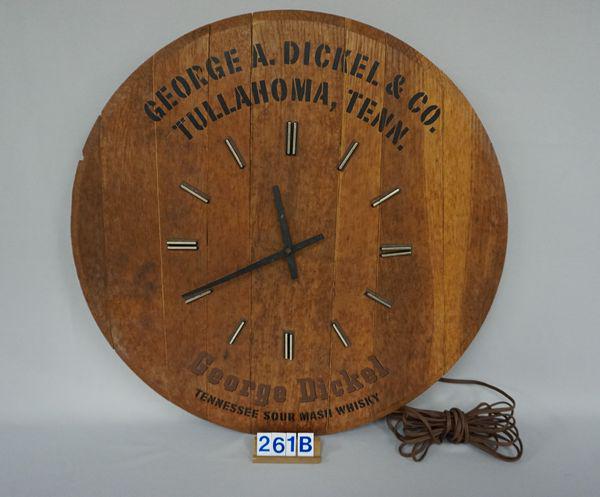 GEORGE A. DICKEL & CO.
TULLAHOMA, TENN.
George Dickel
TENNESSEE SOUR MASH WHISKY
261B